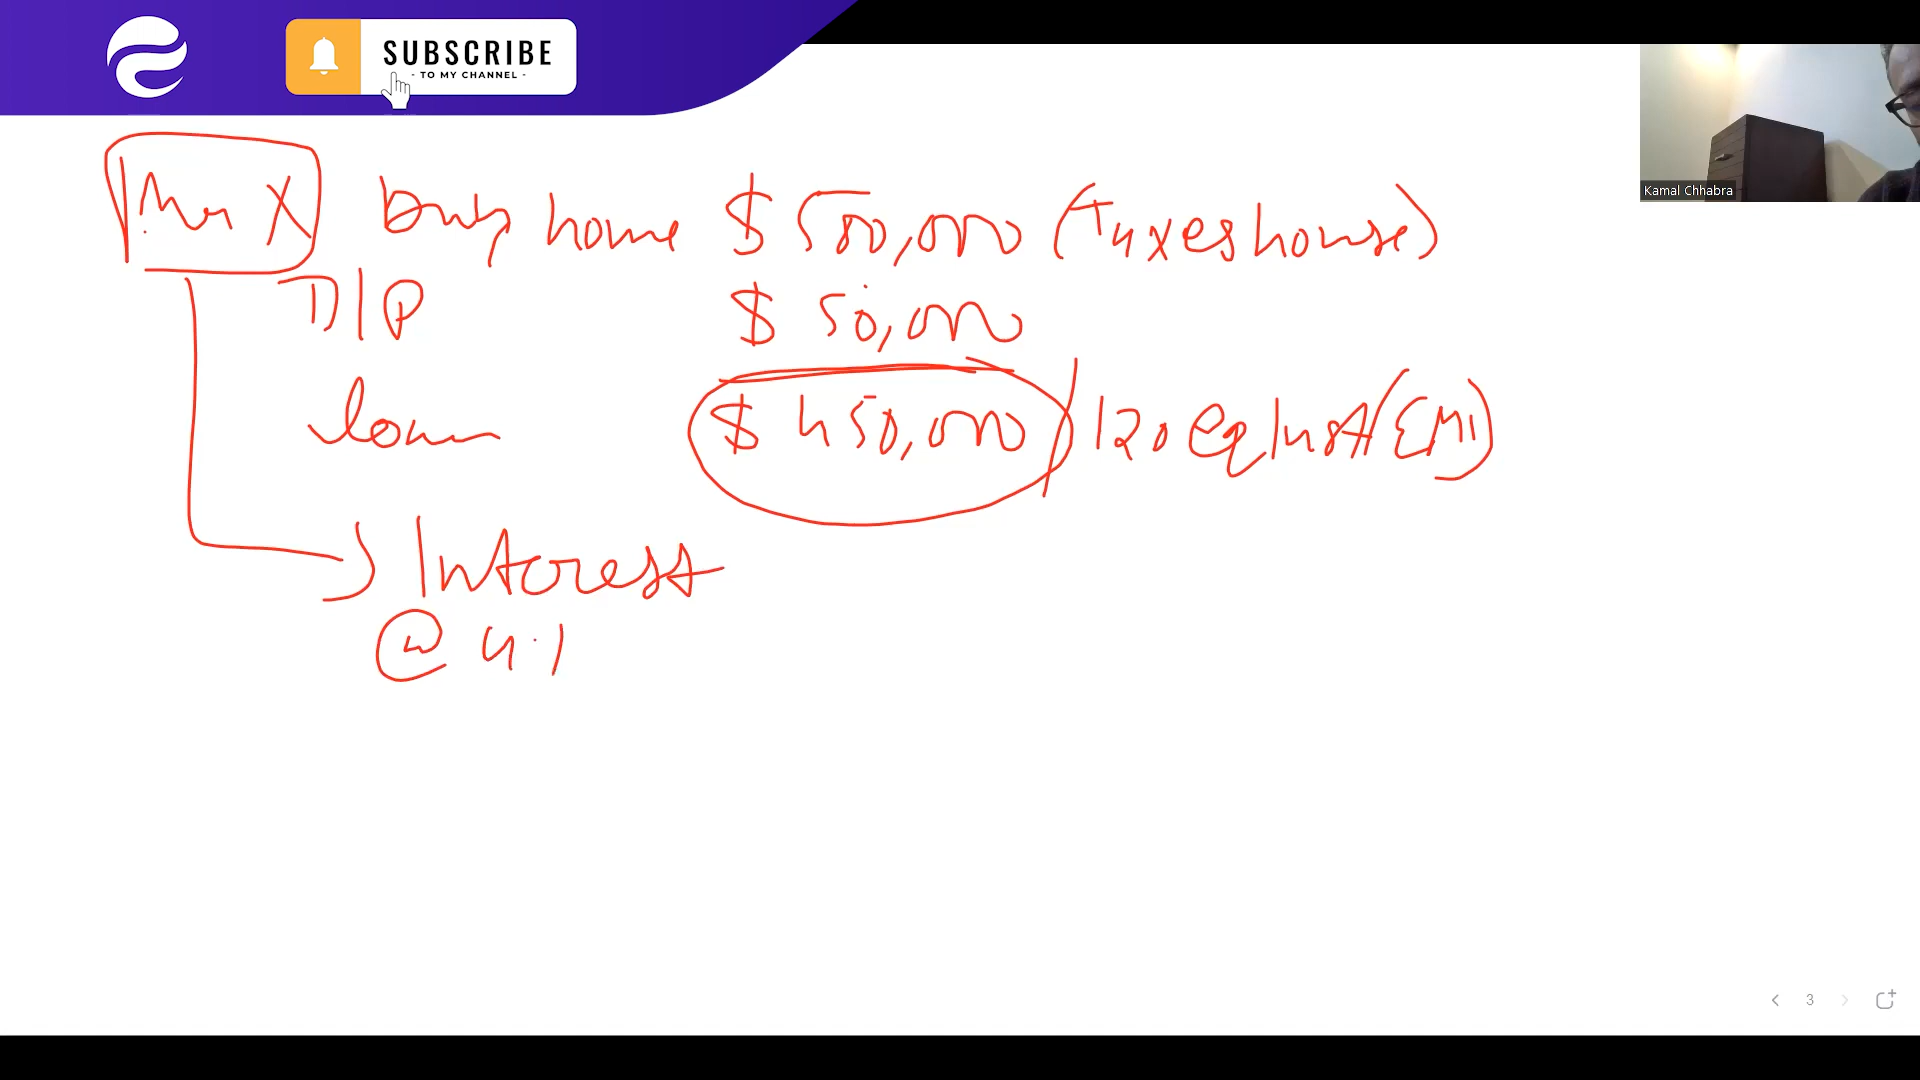 SUBSCRIBE
- TO MY CHANNEL -
Kamal Chhabra
Mr X buy home $ 500,000 (Texes house)
D/P $ 50,000
loan $ 450,000 / 120 eq Inst (EMI)
Interest
@ 4%
3